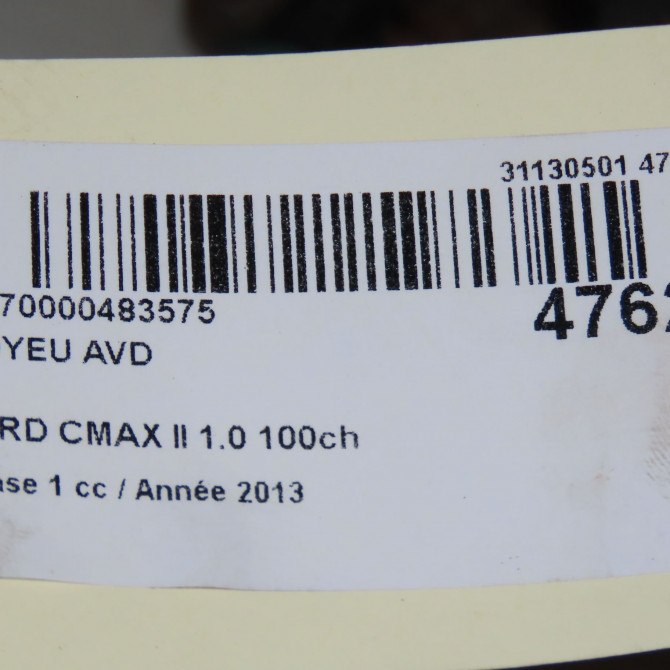 31130501 47
70000483575
4762
YEU AVD
RD CMAX II 1.0 100ch
ase 1 cc / Année 2013